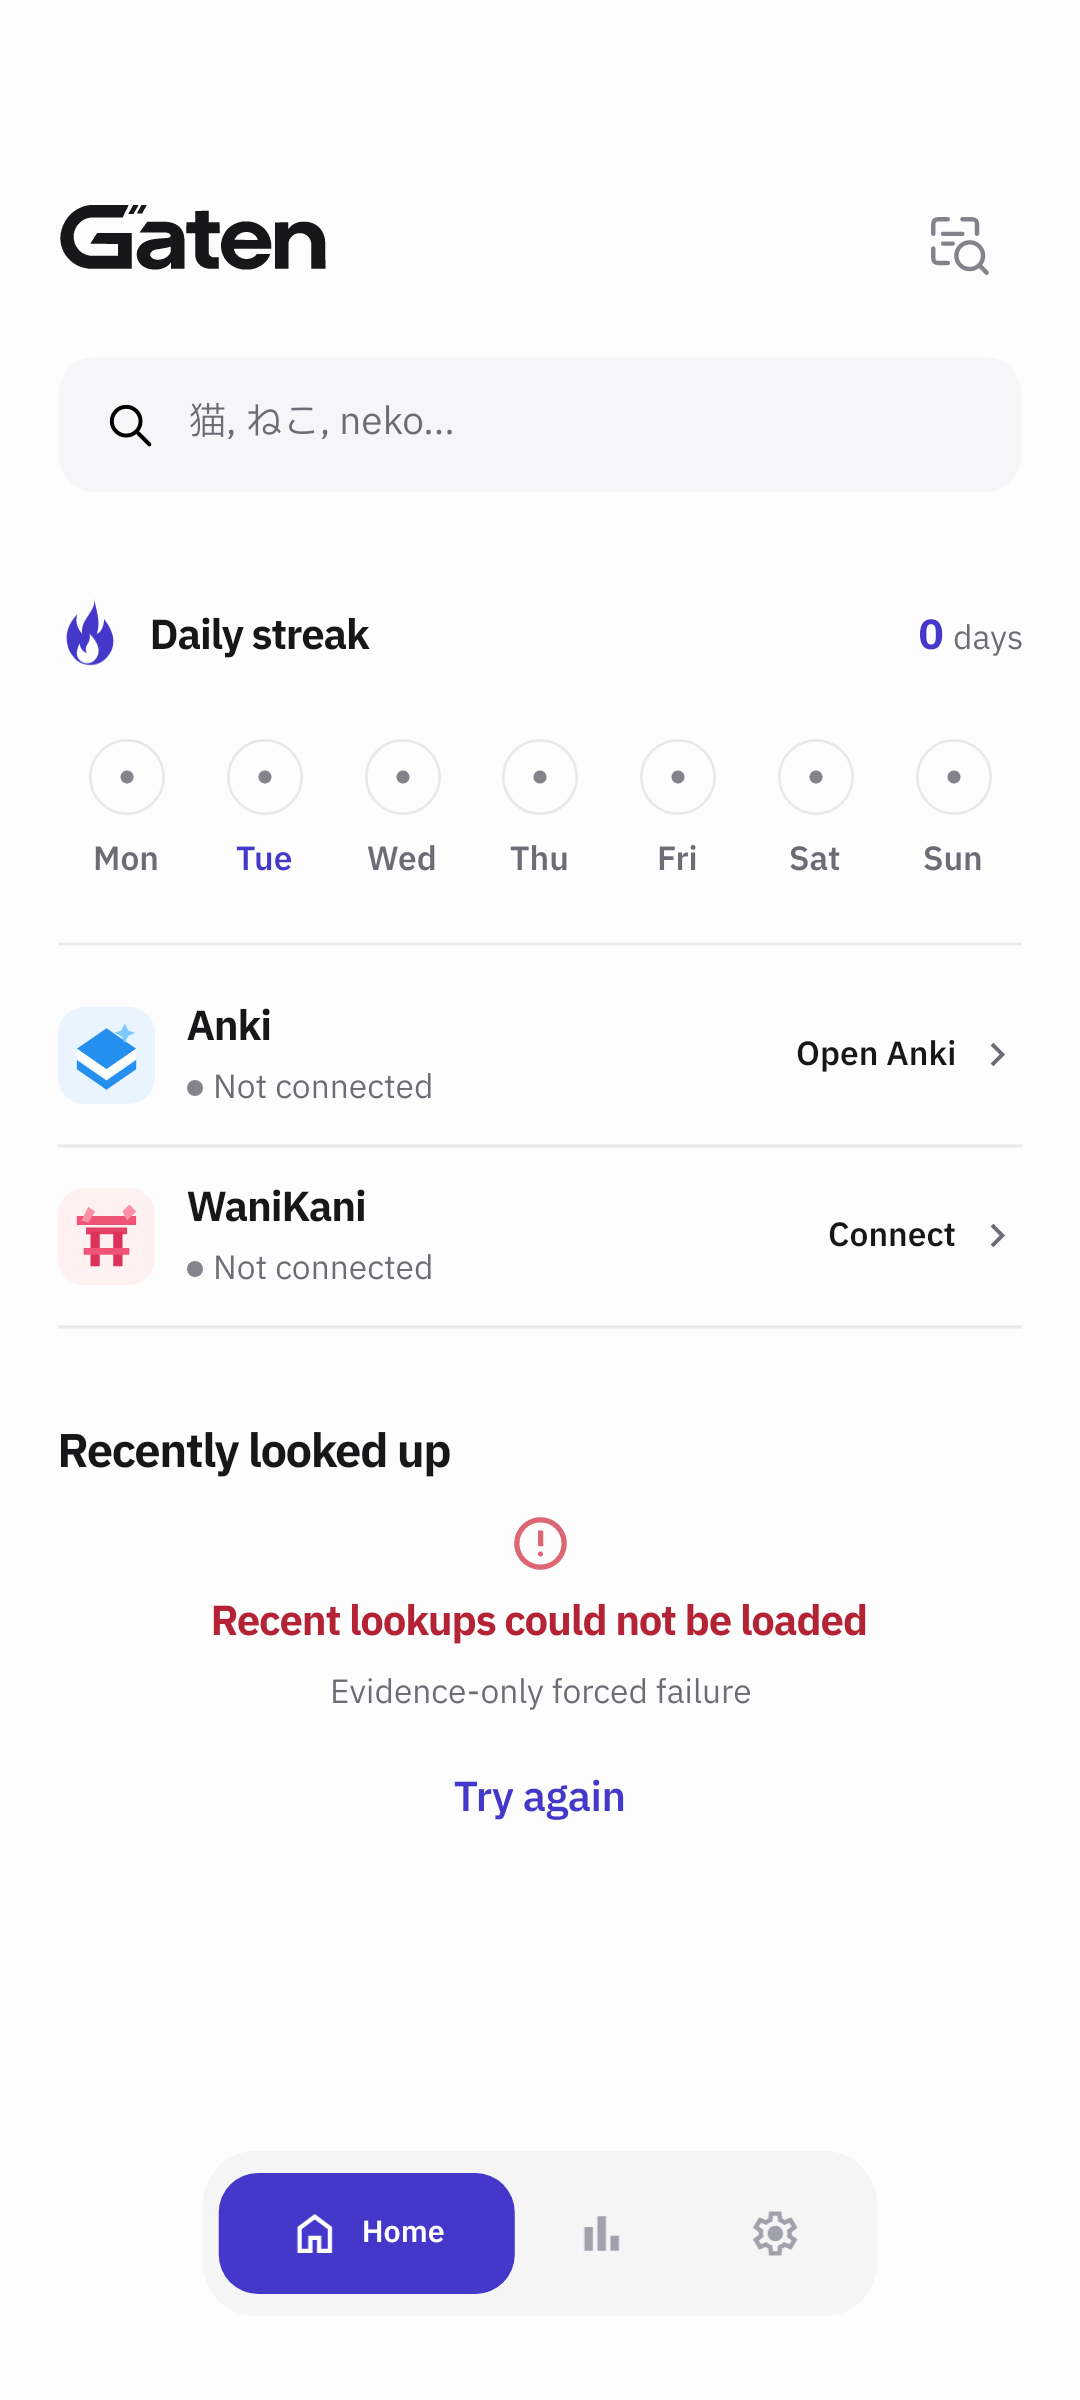 Gaten
猫, ねこ, neko...
Daily streak
0 days
Mon Tue Wed Thu Fri Sat Sun
Anki
Not connected
Open Anki
WaniKani
Not connected
Connect
Recently looked up
Recent lookups could not be loaded
Evidence-only forced failure
Try again
Home